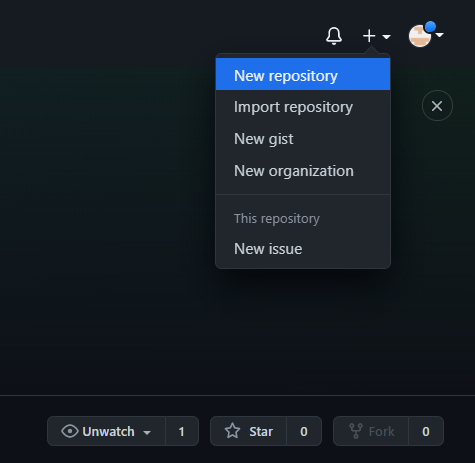 New repository
Import repository
New gist
New organization
This repository
New issue
Unwatch 1
Star 0
Fork 0